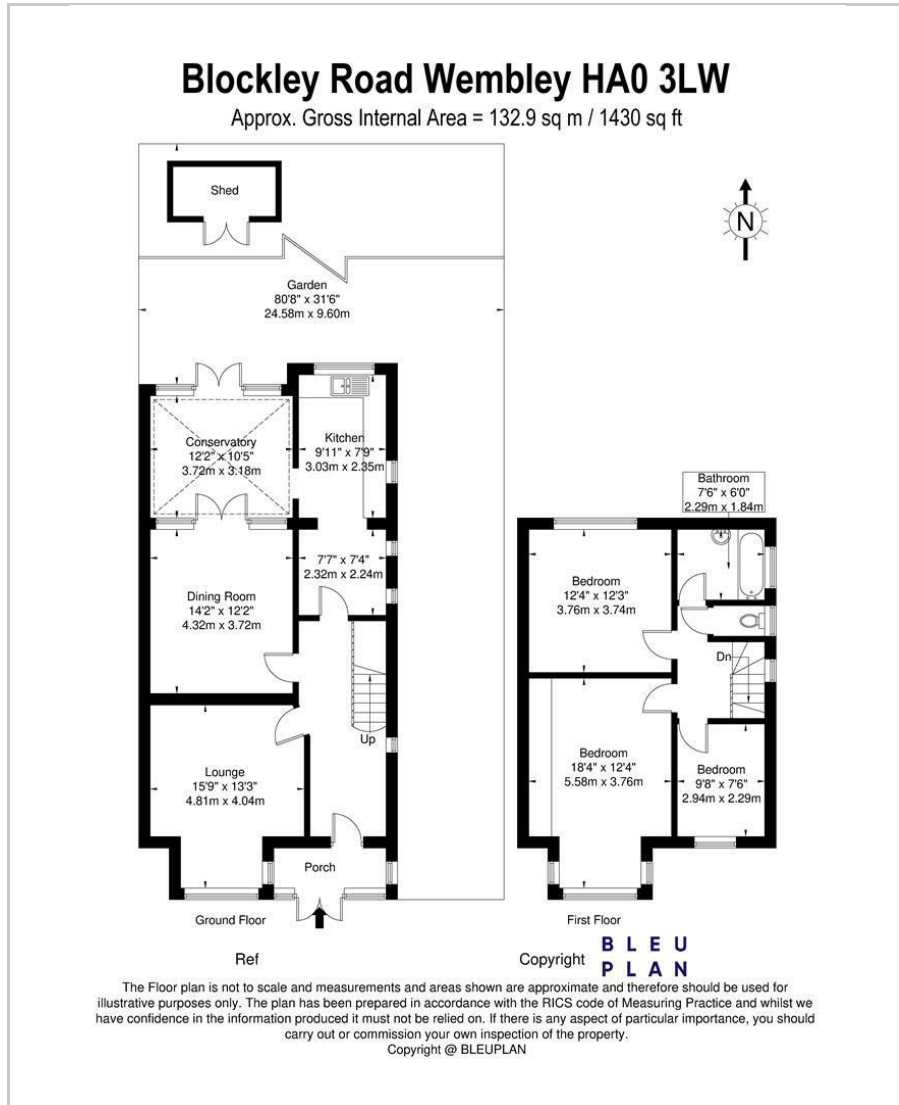 Blockley Road Wembley HA0 3LW
Approx. Gross Internal Area = 132.9 sq m / 1430 sq ft
Shed
N
Garden
80'8" x 31'6"
24.58m x 9.60m
Conservatory
12'2" x 10'5"
3.72m x 3.18m
Kitchen
9'11" x 7'9"
3.03m x 2.35m
7'7" x 7'4"
2.32m x 2.24m
Dining Room
14'2" x 12'2"
4.32m x 3.72m
Up
Lounge
15'9" x 13'3"
4.81m x 4.04m
Porch
Ground Floor
Bathroom
7'6" x 6'0"
2.29m x 1.84m
Bedroom
12'4" x 12'3"
3.76m x 3.74m
Dn
Bedroom
18'4" x 12'4"
5.58m x 3.76m
Bedroom
9'8" x 7'6"
2.94m x 2.29m
First Floor
Ref
Copyright
BLEU
PLAN
The Floor plan is not to scale and measurements and areas shown are approximate and therefore should be used for
illustrative purposes only. The plan has been prepared in accordance with the RICS code of Measuring Practice and whilst we
have confidence in the information produced it must not be relied on. If there is any aspect of particular importance, you should
carry out or commission your own inspection of the property.
Copyright @ BLEUPLAN